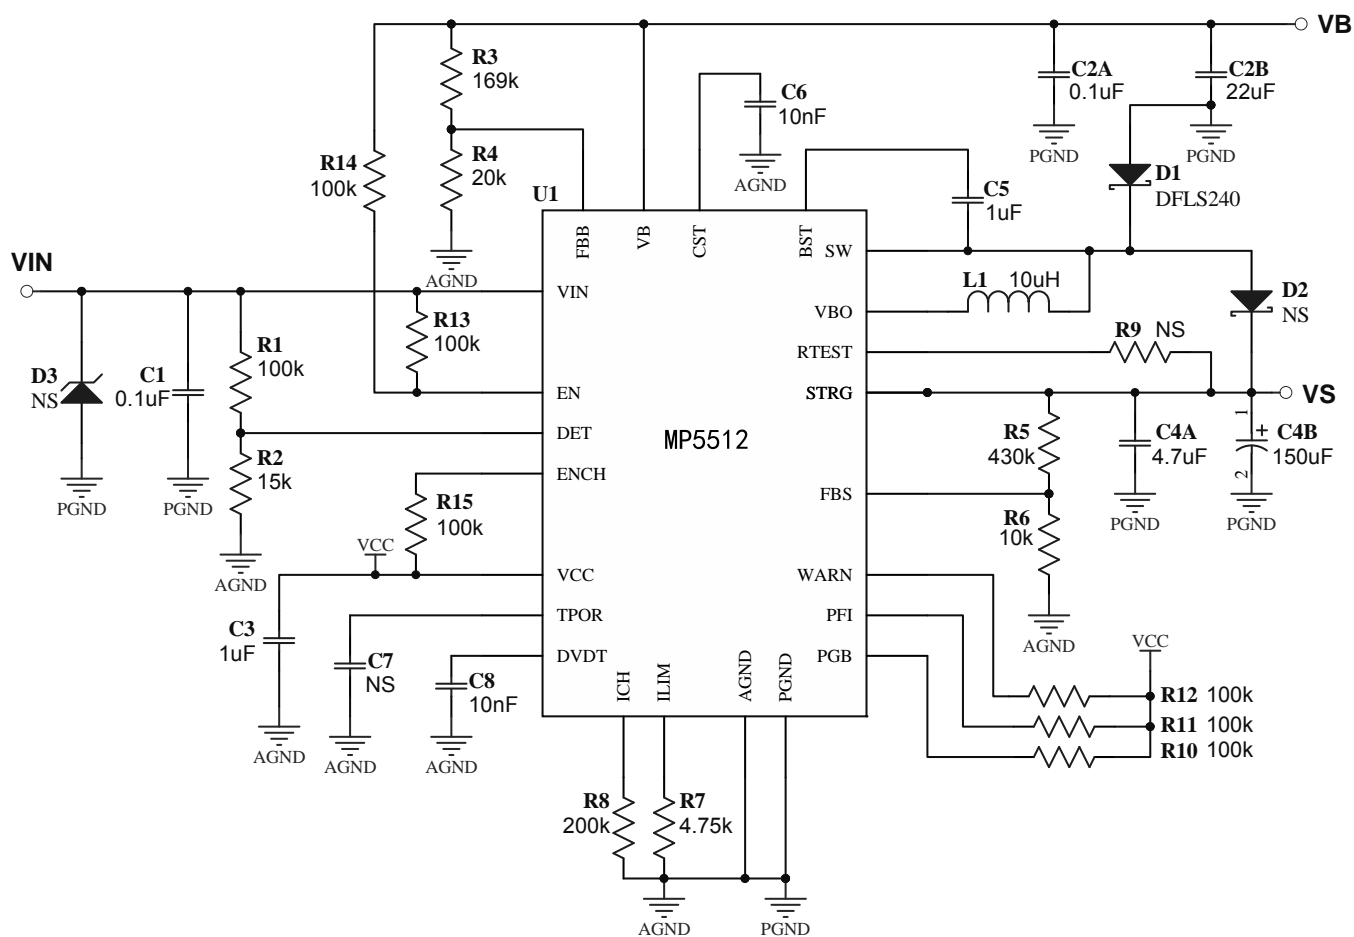 VB
R3
169k
C2A
0.1uF
C2B
22uF
C6
10nF
PGND
PGND
R14
100k
R4
20k
AGND
D1
DFLS240
U1
C5
1uF
FBB
VB
CST
BST
SW
AGND
VIN
VIN
L1
10uH
VBO
D2
NS
R13
100k
R9
NS
RTEST
R1
100k
D3
NS
C1
0.1uF
EN
STRG
VS
DET
MP5512
R5
430k
C4A
4.7uF
1
+
C4B
150uF
2
R2
15k
ENCH
FBS
PGND
PGND
R15
100k
R6
10k
PGND
PGND
VCC
AGND
VCC
WARN
C3
1uF
TPOR
PFI
AGND
VCC
C7
NS
DVDT
PGB
C8
10nF
ICH
ILIM
AGND
PGND
R12 100k
R11 100k
R10 100k
AGND
AGND
AGND
R8
200k
R7
4.75k
AGND
PGND